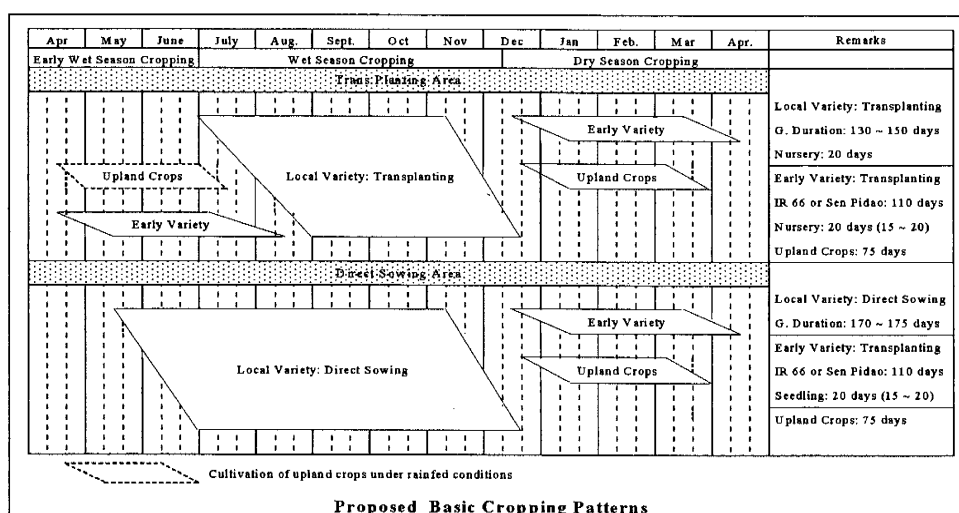 Apr May June July Aug. Sept. Oct Nov Dec Jan Feb. Mar Apr. Remarks
Early Wet Season Cropping Wet Season Cropping Dry Season Cropping
Trans.Planting Area
Local Variety: Transplanting
G. Duration: 130 ~ 150 days
Nursery: 20 days
Early Variety
Upland Crops Local Variety: Transplanting Upland Crops
Early Variety
Early Variety: Transplanting
IR 66 or Sen Pidao: 110 days
Nursery: 20 days (15 ~ 20)
Upland Crops: 75 days
Direct Sowing Area
Local Variety: Direct Sowing
G. Duration: 170 ~ 175 days
Early Variety
Local Variety: Direct Sowing Upland Crops
Early Variety: Transplanting
IR 66 or Sen Pidao: 110 days
Seedling: 20 days (15 ~ 20)
Upland Crops: 75 days
Cultivation of upland crops under rainfed conditions
Proposed Basic Cropping Patterns